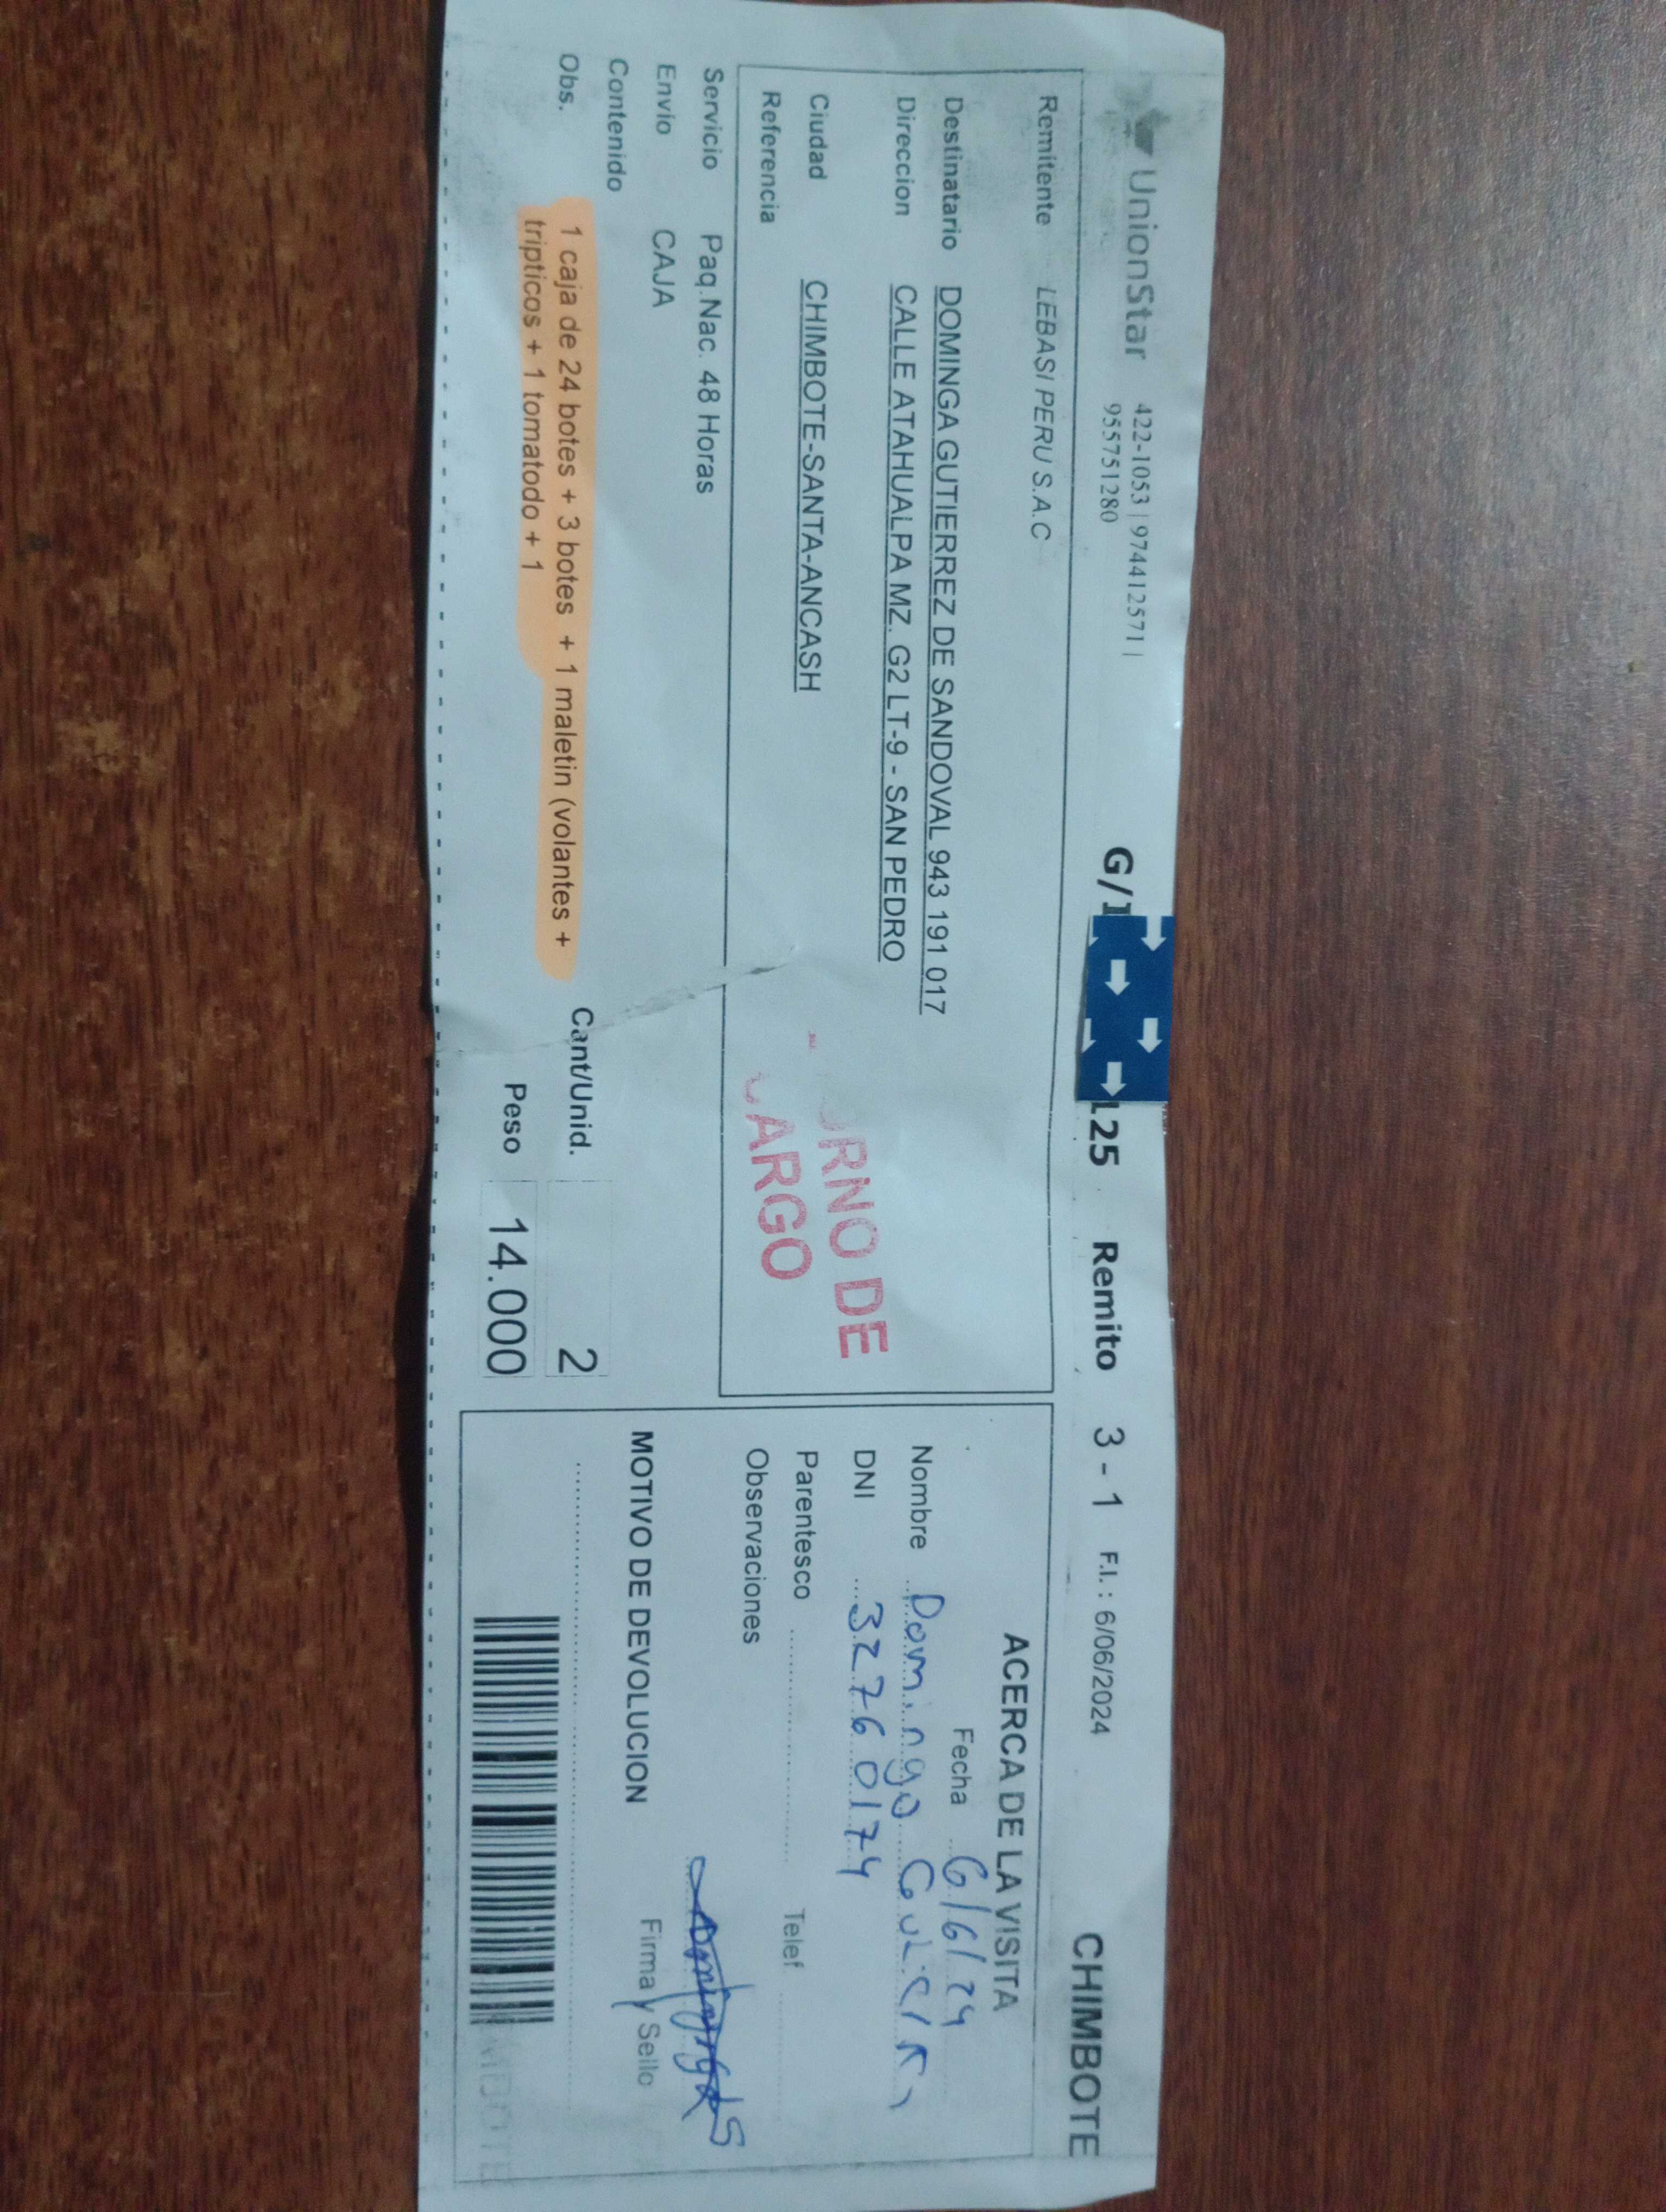 UnionStar 422-1053 | 974412571 |
955751280
G/1 125 Remito 3 - 1 F.I. : 6/06/2024 CHIMBOTE
Remitente LEBASI PERU S.A.C
Destinatario DOMINGA GUTIERREZ DE SANDOVAL 943 191 017
Direccion CALLE ATAHUALPA MZ. G2 LT-9 - SAN PEDRO
Ciudad CHIMBOTE-SANTA-ANCASH
Referencia
RNO DE
ARGO
Servicio Paq.Nac. 48 Horas
Envio CAJA
Contenido
Obs. 1 caja de 24 botes + 3 botes + 1 maletin (volantes +
tripticos + 1 tomatodo + 1
Cant/Unid. 2
Peso 14.000
ACERCA DE LA VISITA
Fecha 6/6/24
Nombre Domingo
DNI 32760174
Parentesco Telef
Observaciones
Firma y Sello
MOTIVO DE DEVOLUCION